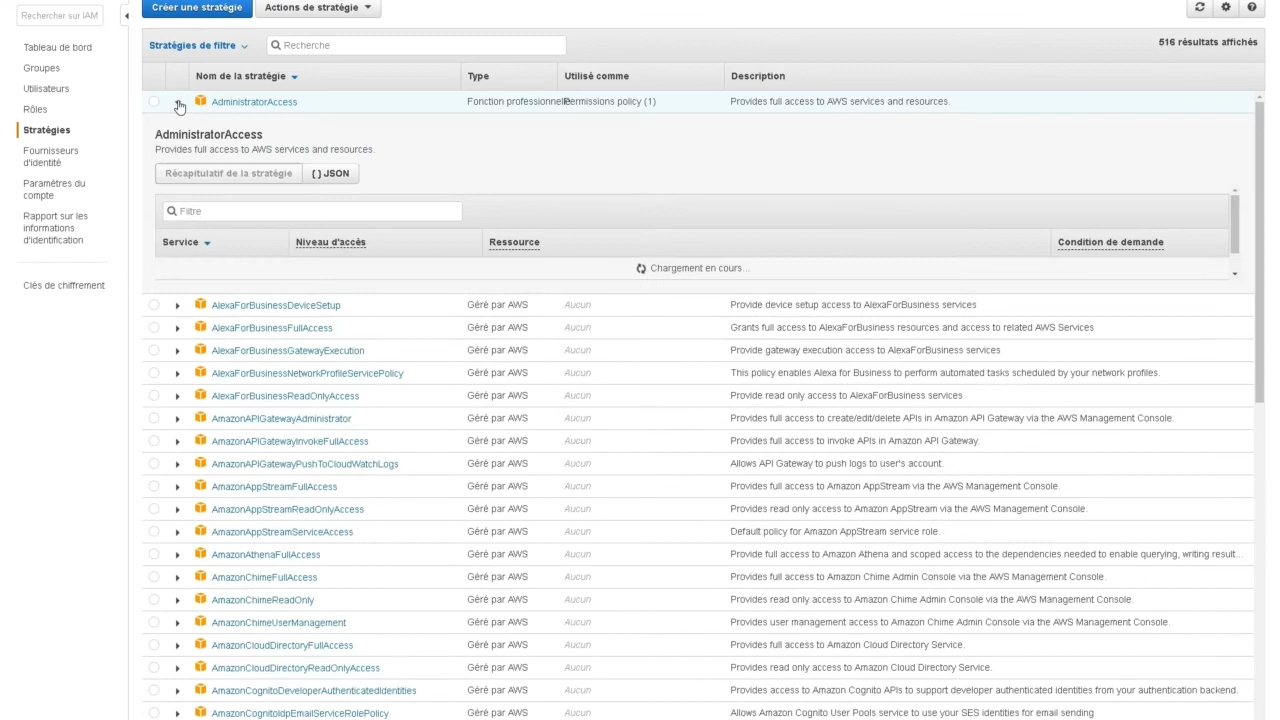 Rechercher sur IAM
Créer une stratégie
Actions de stratégie
Tableau de bord
Groupes
Utilisateurs
Rôles
Stratégies
Fournisseurs
d'identité
Paramètres du
compte
Rapport sur les
informations
d'identification
Clés de chiffrement
Stratégies de filtre
Recherche
516 résultats affichés
Nom de la stratégie Type Utilisé comme Description
AdministratorAccess Fonction professionnelle Permissions policy (1) Provides full access to AWS services and resources.
AdministratorAccess
Provides full access to AWS services and resources.
Récapitulatif de la stratégie { } JSON
Filtre
Service Niveau d'accès Ressource Condition de demande
Chargement en cours...
AlexaForBusinessDeviceSetup Géré par AWS Aucun Provide device setup access to AlexaForBusiness services
AlexaForBusinessFullAccess Géré par AWS Aucun Grants full access to AlexaForBusiness resources and access to related AWS Services
AlexaForBusinessGatewayExecution Géré par AWS Aucun Provide gateway execution access to AlexaForBusiness services
AlexaForBusinessNetworkProfileServicePolicy Géré par AWS Aucun This policy enables Alexa for Business to perform automated tasks scheduled by your network profiles.
AlexaForBusinessReadOnlyAccess Géré par AWS Aucun Provide read only access to AlexaForBusiness services
AmazonAPIGatewayAdministrator Géré par AWS Aucun Provides full access to create/edit/delete APIs in Amazon API Gateway via the AWS Management Console.
AmazonAPIGatewayInvokeFullAccess Géré par AWS Aucun Provides full access to invoke APIs in Amazon API Gateway.
AmazonAPIGatewayPushToCloudWatchLogs Géré par AWS Aucun Allows API Gateway to push logs to user's account.
AmazonAppStreamFullAccess Géré par AWS Aucun Provides full access to Amazon AppStream via the AWS Management Console.
AmazonAppStreamReadOnlyAccess Géré par AWS Aucun Provides read only access to Amazon AppStream via the AWS Management Console.
AmazonAppStreamServiceAccess Géré par AWS Aucun Default policy for Amazon AppStream service role.
AmazonAthenaFullAccess Géré par AWS Aucun Provide full access to Amazon Athena and scoped access to the dependencies needed to enable querying, writing result...
AmazonChimeFullAccess Géré par AWS Aucun Provides full access to Amazon Chime Admin Console via the AWS Management Console.
AmazonChimeReadOnly Géré par AWS Aucun Provides read only access to Amazon Chime Admin Console via the AWS Management Console.
AmazonChimeUserManagement Géré par AWS Aucun Provides user management access to Amazon Chime Admin Console via the AWS Management Console.
AmazonCloudDirectoryFullAccess Géré par AWS Aucun Provides full access to Amazon Cloud Directory Service.
AmazonCloudDirectoryReadOnlyAccess Géré par AWS Aucun Provides read only access to Amazon Cloud Directory Service.
AmazonCognitoDeveloperAuthenticatedIdentities Géré par AWS Aucun Provides access to Amazon Cognito APIs to support developer authenticated identities from your authentication backend.
AmazonCognitoIdpEmailServiceRolePolicy Géré par AWS Aucun Allows Amazon Cognito User Pools service to use your SES identities for email sending